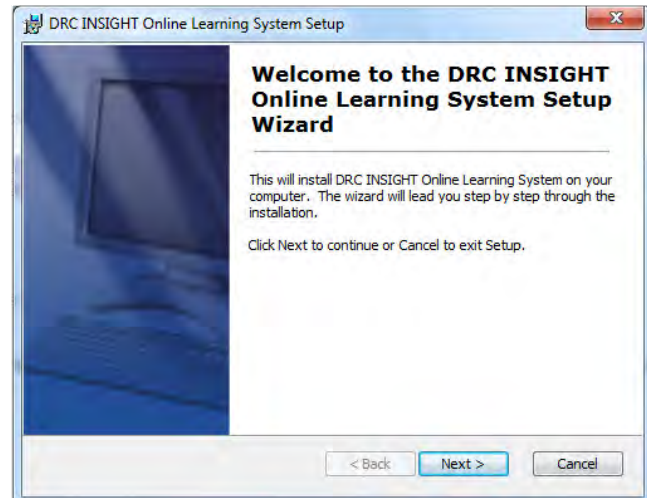 DRC INSIGHT Online Learning System Setup
Welcome to the DRC INSIGHT
Online Learning System Setup
Wizard
This will install DRC INSIGHT Online Learning System on your
computer. The wizard will lead you step by step through the
installation.
Click Next to continue or Cancel to exit Setup.
< Back
Next >
Cancel